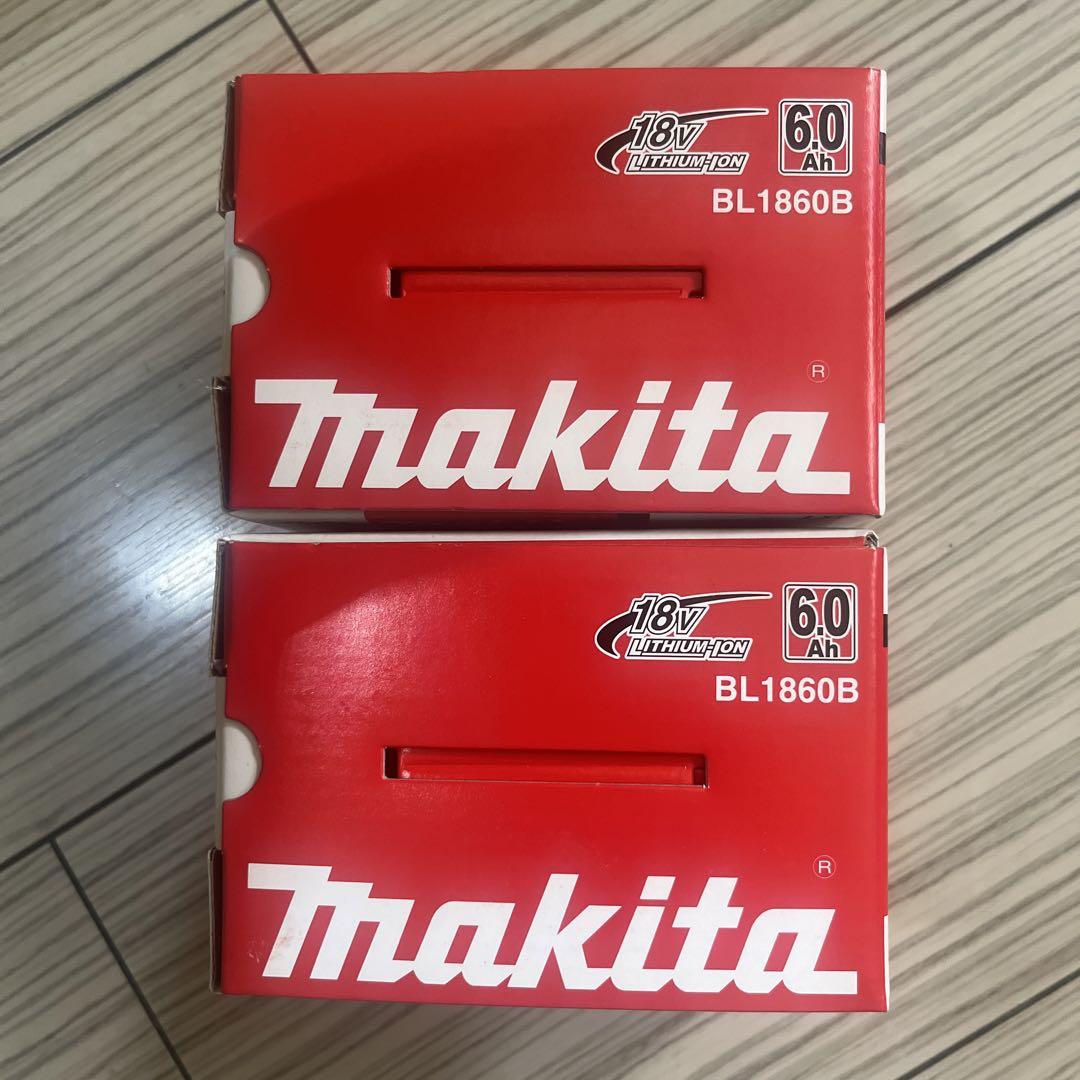 18V
LITHIUM-ION
6.0
Ah
BL1860B
®
makita
18V
LITHIUM-ION
6.0
Ah
BL1860B
®
makita